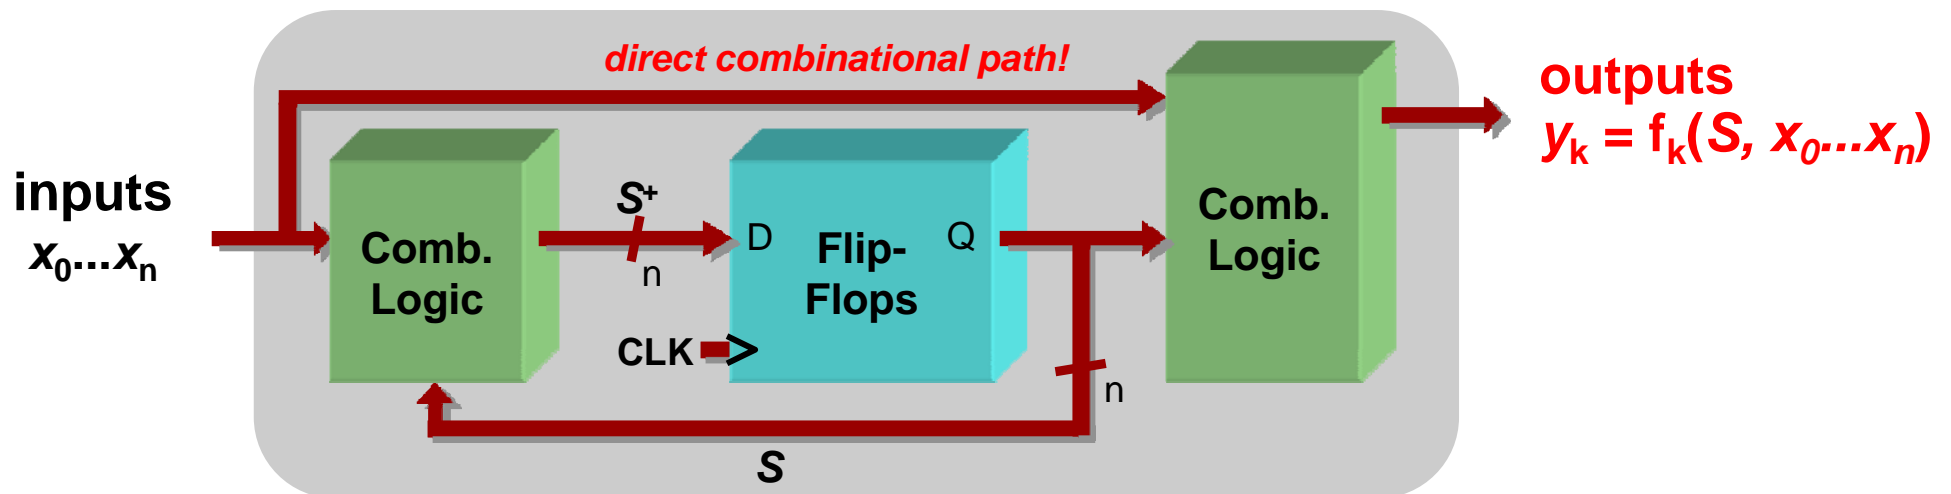 direct combinational path!
inputs
x₀...xₙ
Comb.
Logic
S⁺
n
D
Flip-
Flops
Q
CLK
n
S
Comb.
Logic
outputs
yₖ = fₖ(S, x₀...xₙ)